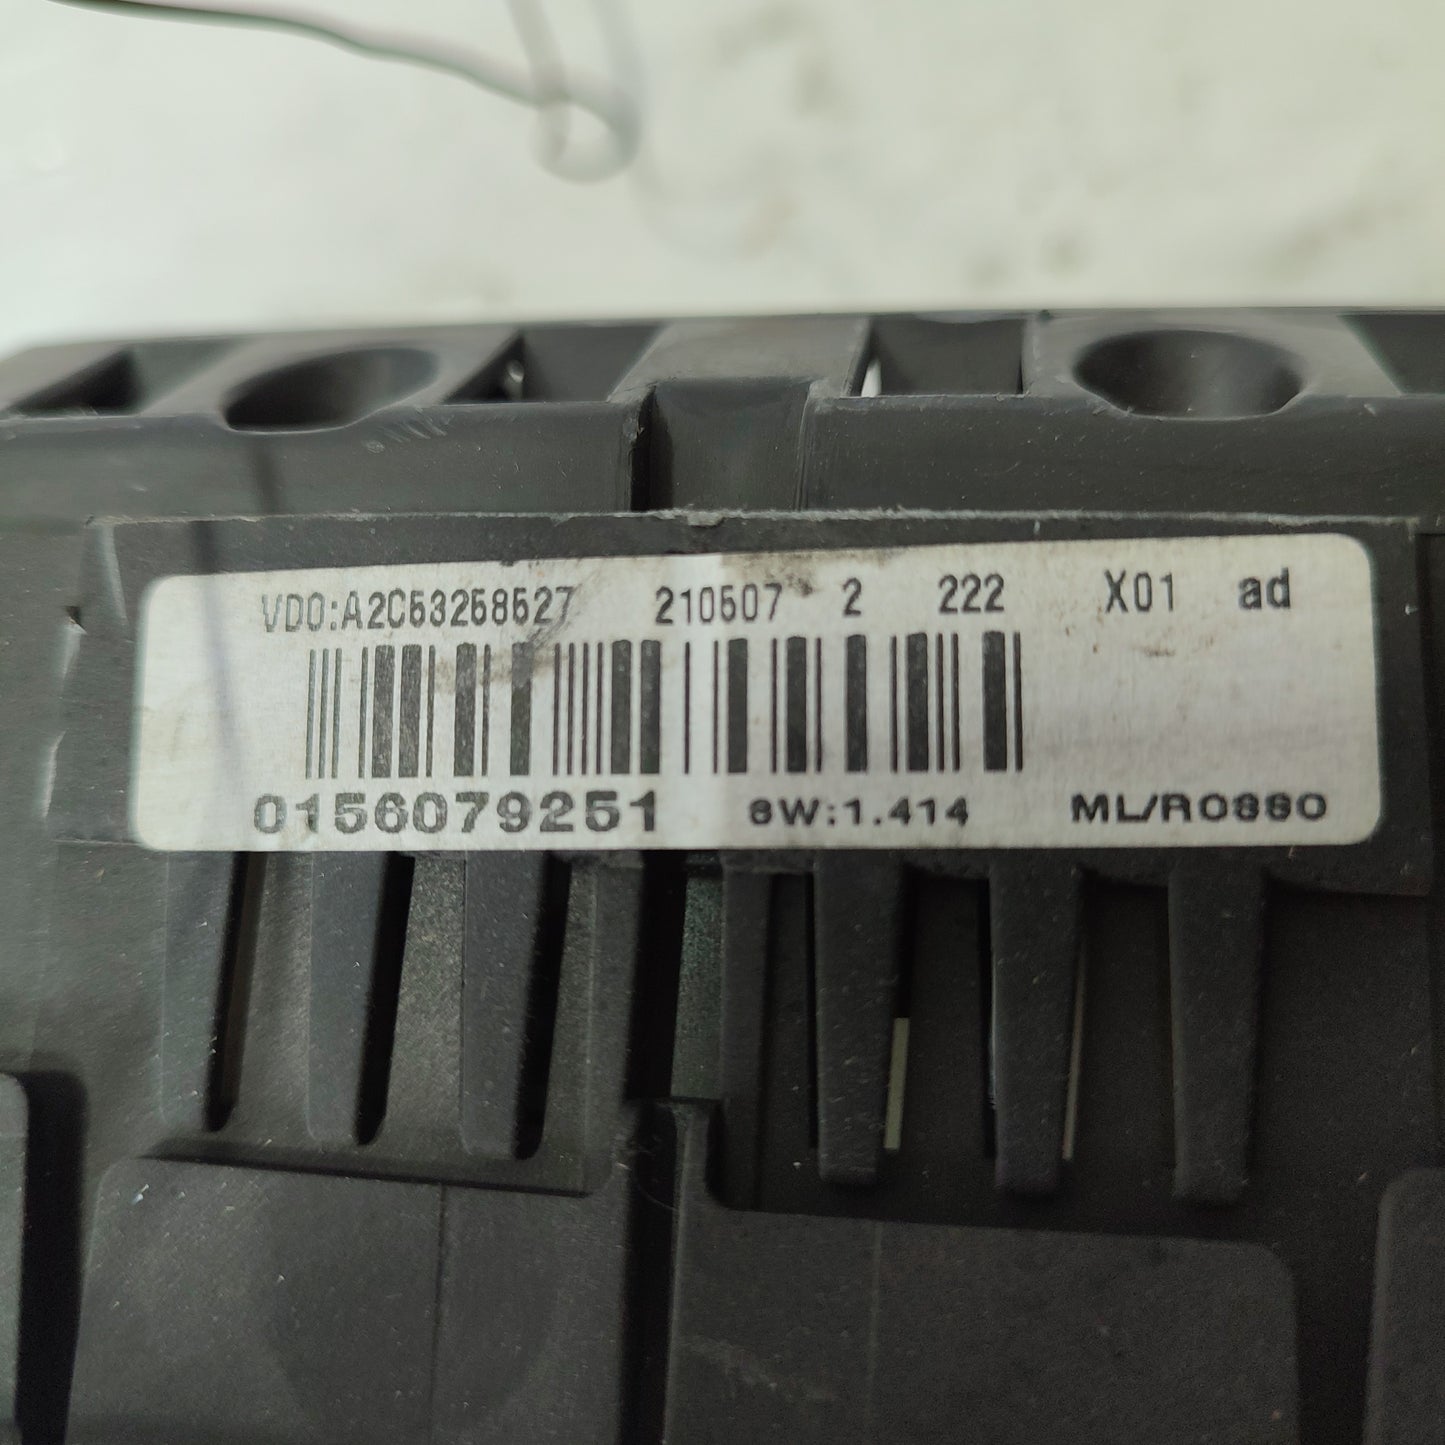 VDO:A2C53258527 210507 2 222 X01 ad
0156079251 SW:1.414 ML/R0880